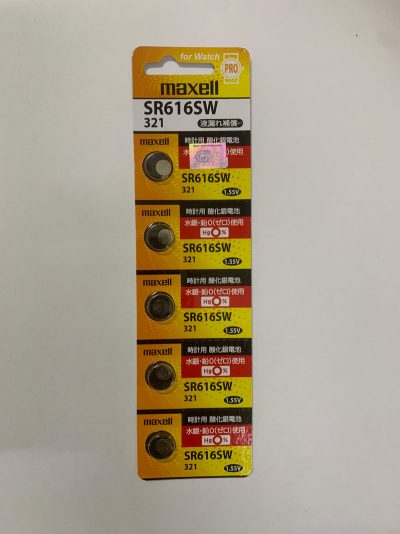 for Watch
PRO
maxell
SR616SW
321
液漏れ補償
maxell
時計用 酸化銀電池
使用
SR616SW
321
1.55V
maxell
時計用 酸化銀電池
水銀・鉛0(ゼロ)使用
Hg 0%
SR616SW
321
1.55V
maxell
時計用 酸化銀電池
水銀・鉛0(ゼロ)使用
Hg 0%
SR616SW
321
1.55V
maxell
時計用 酸化銀電池
水銀・鉛0(ゼロ)使用
Hg 0%
SR616SW
321
1.55V
maxell
時計用 酸化銀電池
水銀・鉛0(ゼロ)使用
Hg 0%
SR616SW
321
1.55V